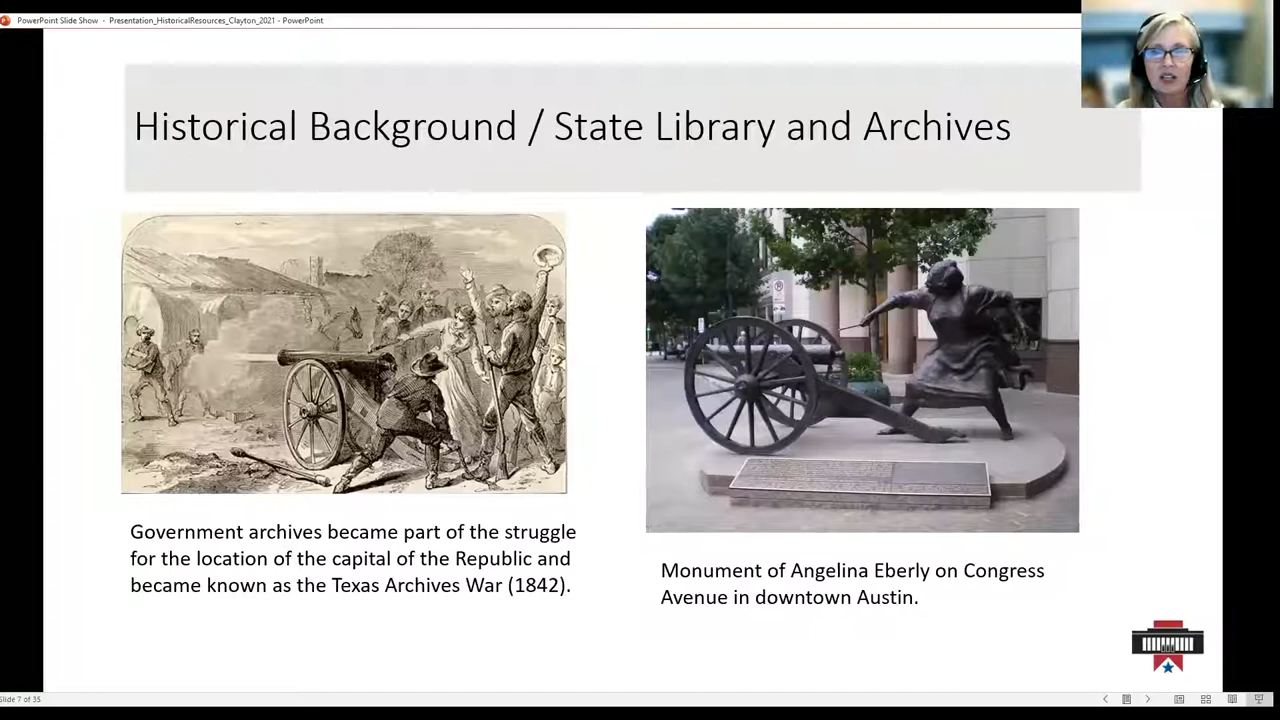 PowerPoint Slide Show - Presentation_HistoricalResources_Clayton_2021 - PowerPoint
Historical Background / State Library and Archives
Government archives became part of the struggle
for the location of the capital of the Republic and
became known as the Texas Archives War (1842).
Monument of Angelina Eberly on Congress
Avenue in downtown Austin.
Slide 7 of 35